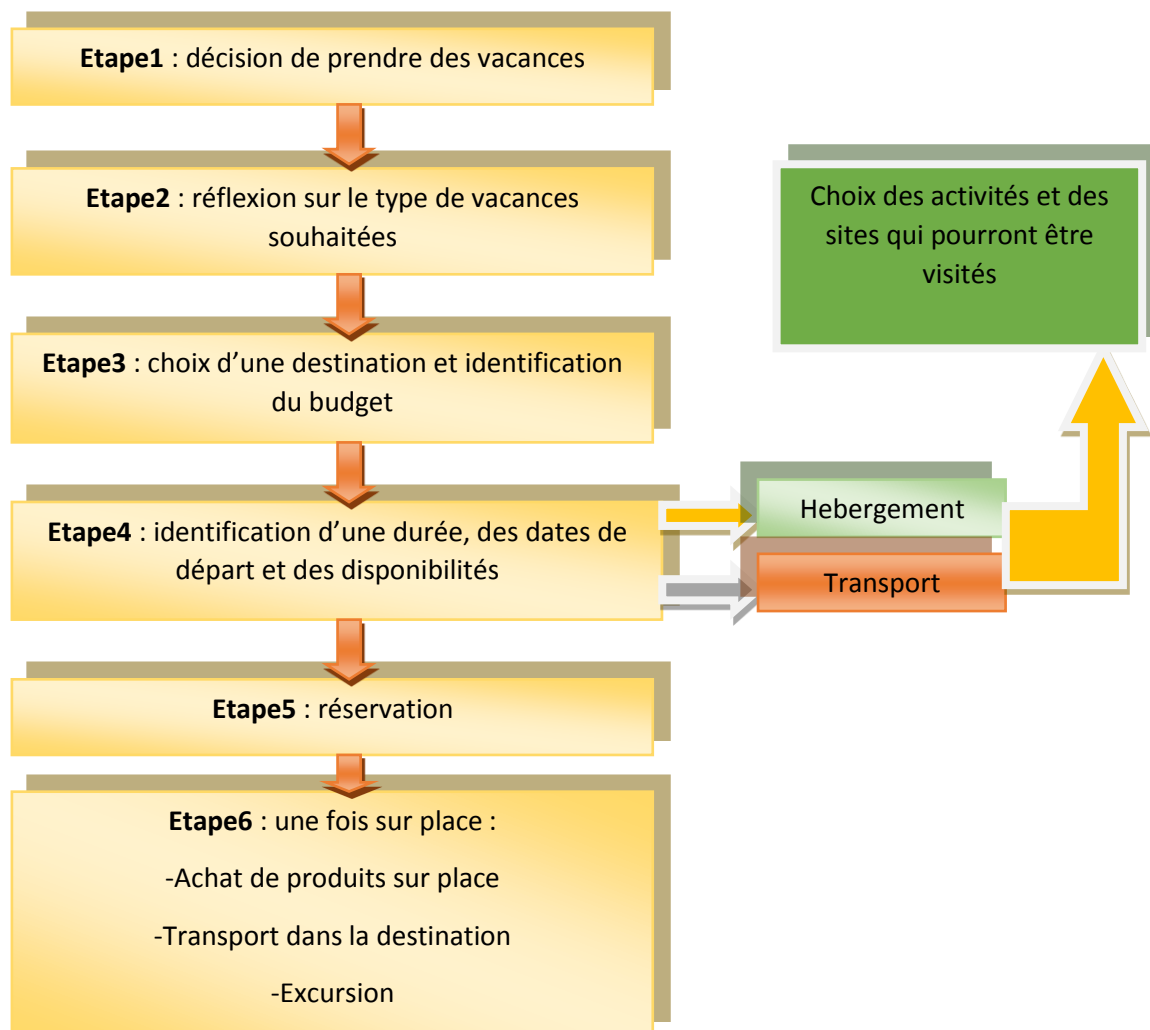 Etape1 : décision de prendre des vacances
Etape2 : réflexion sur le type de vacances
souhaitées
Choix des activités et des
sites qui pourront être
visités
Etape3 : choix d’une destination et identification
du budget
Etape4 : identification d’une durée, des dates de
départ et des disponibilités
Hebergement
Transport
Etape5 : réservation
Etape6 : une fois sur place :
-Achat de produits sur place
-Transport dans la destination
-Excursion